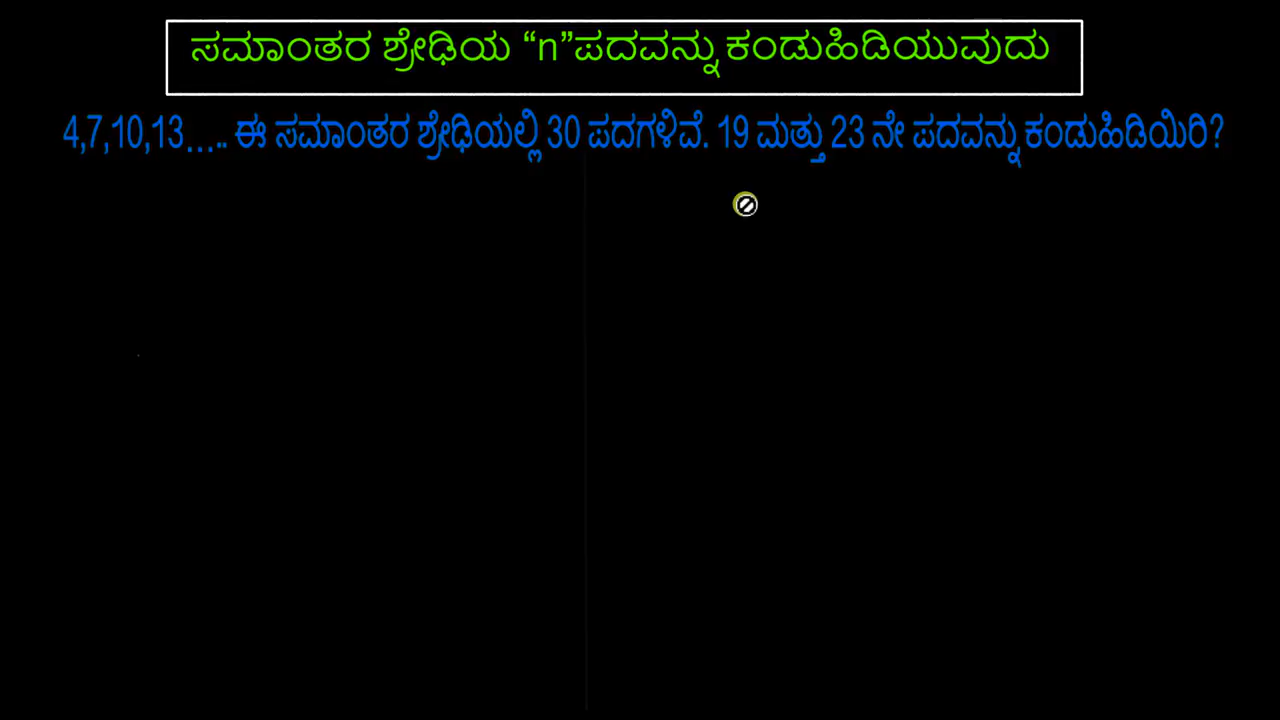 ಸಮಾಂತರ ಶ್ರೇಢಿಯ “n”ಪದವನ್ನು ಕಂಡುಹಿಡಿಯುವುದು
4,7,10,13..... ಈ ಸಮಾಂತರ ಶ್ರೇಢಿಯಲ್ಲಿ 30 ಪದಗಳಿವೆ. 19 ಮತ್ತು 23 ನೇ ಪದವನ್ನು ಕಂಡುಹಿಡಿಯಿರಿ?